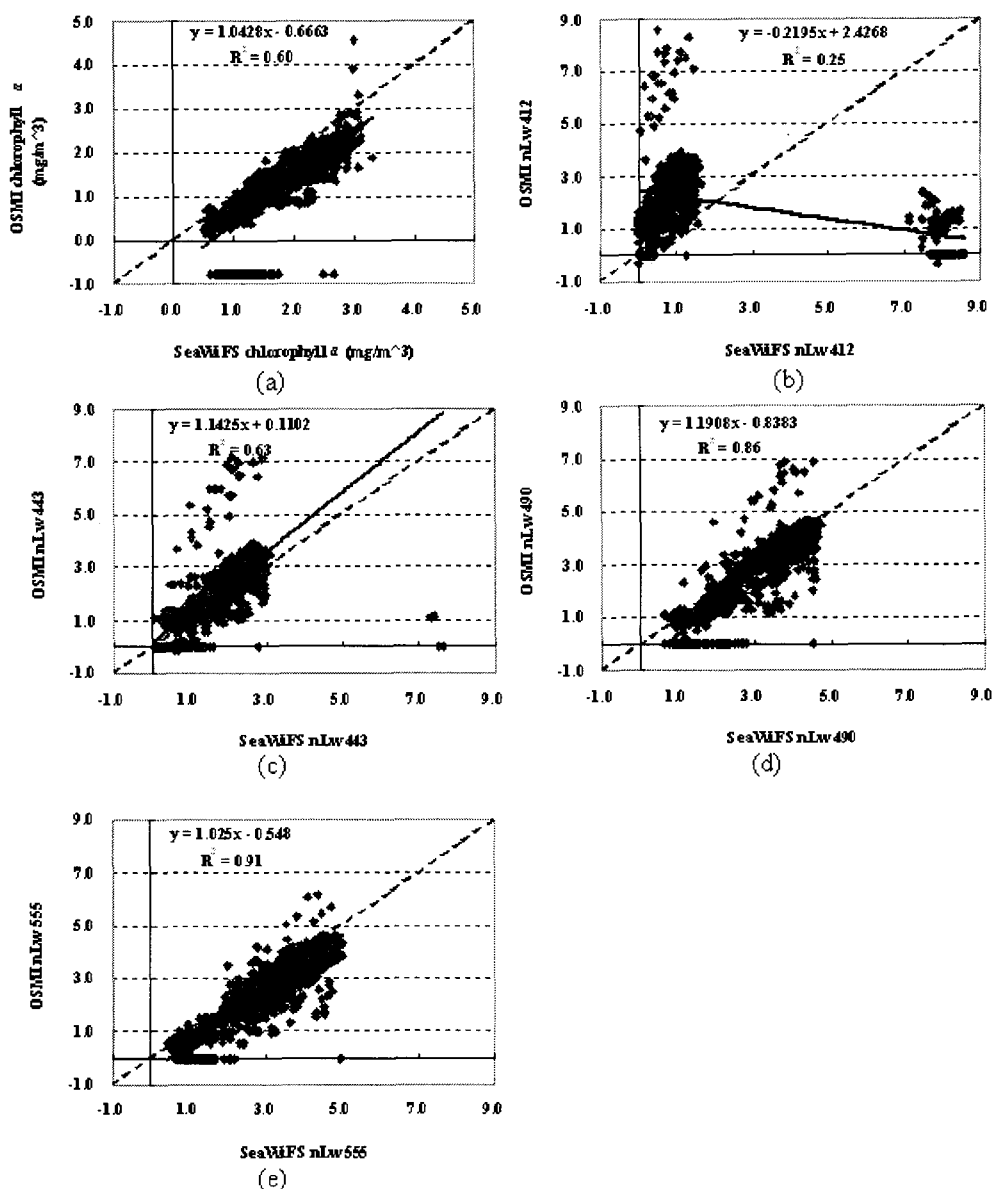 y = 1.0428x - 0.6663
R² = 0.60
OSMI chlorophyll α
(mg/m^3)
5.0
4.0
3.0
2.0
1.0
0.0
-1.0
-1.0 0.0 1.0 2.0 3.0 4.0 5.0
SeaWiFS chlorophyll α (mg/m^3)
(a)
y = -0.2195x + 2.4268
R² = 0.25
OSMI nLw412
9.0
7.0
5.0
3.0
1.0
-1.0
-1.0 1.0 3.0 5.0 7.0 9.0
SeaWiFS nLw412
(b)
y = 1.1425x + 0.1102
R² = 0.63
OSMI nLw443
9.0
7.0
5.0
3.0
1.0
-1.0
-1.0 1.0 3.0 5.0 7.0 9.0
SeaWiFS nLw443
(c)
y = 1.1908x - 0.8383
R² = 0.86
OSMI nLw490
9.0
7.0
5.0
3.0
1.0
-1.0
-1.0 1.0 3.0 5.0 7.0 9.0
SeaWiFS nLw490
(d)
y = 1.025x - 0.548
R² = 0.91
OSMI nLw555
9.0
7.0
5.0
3.0
1.0
-1.0
-1.0 1.0 3.0 5.0 7.0 9.0
SeaWiFS nLw555
(e)